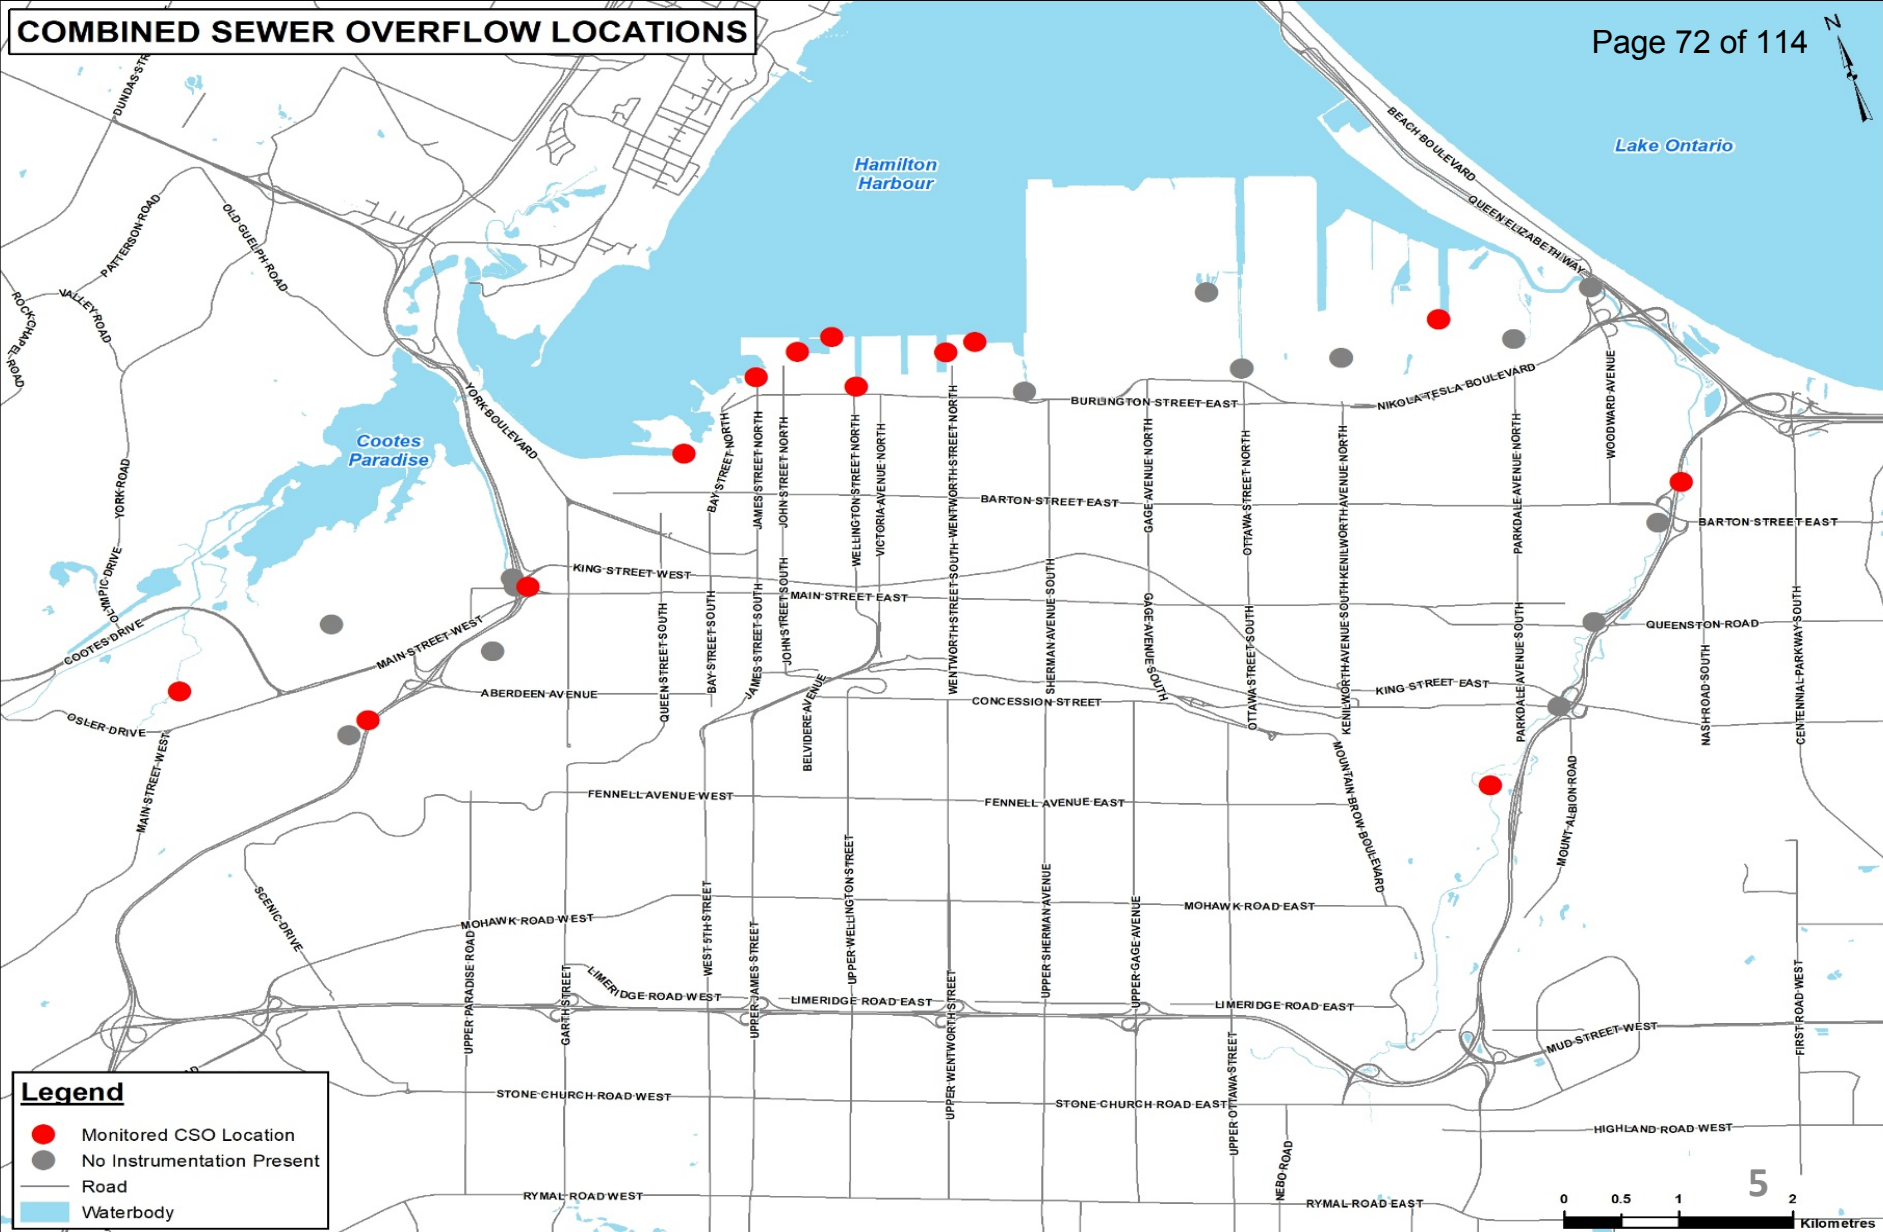 COMBINED SEWER OVERFLOW LOCATIONS
Page 72 of 114
N
DUNDAS STR
BEACH BOULEVARD
Lake Ontario
Hamilton
Harbour
QUEEN ELIZABETH WAY
PATTERSON ROAD
OLD GUELPH ROAD
ROCK CHAPEL ROAD
VALLEY ROAD
YORK BOULEVARD
NIKOLA TESLA BOULEVARD
BURLINGTON STREET EAST
WOODWARD AVENUE
Cootes
Paradise
YORK ROAD
BAY STREET NORTH
JAMES STREET NORTH
JOHN STREET NORTH
WELLINGTON STREET NORTH
VICTORIA AVENUE NORTH
WENTWORTH STREET NORTH
GAGE AVENUE NORTH
OTTAWA STREET NORTH
KENILWORTH AVENUE NORTH
PARKDALE AVENUE NORTH
BARTON STREET EAST
BARTON STREET EAST
OLYMPIC DRIVE
KING STREET WEST
MAIN STREET EAST
COOTES DRIVE
MAIN STREET WEST
QUEENSTON ROAD
QUEEN STREET SOUTH
BAY STREET SOUTH
JAMES STREET SOUTH
JOHN STREET SOUTH
WENTWORTH STREET SOUTH
SHERMAN AVENUE SOUTH
GAGE AVENUE SOUTH
OTTAWA STREET SOUTH
KENILWORTH AVENUE SOUTH
PARKDALE AVENUE SOUTH
NASH ROAD SOUTH
CENTENNIAL PARKWAY SOUTH
ABERDEEN AVENUE
KING STREET EAST
CONCESSION STREET
OSLER DRIVE
BELVIDERE AVENUE
MAIN STREET WEST
MOUNTAIN BROW BOULEVARD
MOUNT ALBION ROAD
FENNELL AVENUE WEST
FENNELL AVENUE EAST
SCENIC DRIVE
MOHAWK ROAD WEST
MOHAWK ROAD EAST
UPPER PARADISE ROAD
GARTH STREET
WEST 5TH STREET
UPPER JAMES STREET
UPPER WELLINGTON STREET
UPPER WENTWORTH STREET
UPPER SHERMAN AVENUE
UPPER GAGE AVENUE
UPPER OTTAWA STREET
FIRST ROAD WEST
LIMERIDGE ROAD WEST
LIMERIDGE ROAD EAST
LIMERIDGE ROAD EAST
MUD STREET WEST
AD
STONE CHURCH ROAD WEST
STONE CHURCH ROAD EAST
HIGHLAND ROAD WEST
NEBO ROAD
RYMAL ROAD WEST
RYMAL ROAD EAST
Legend
Monitored CSO Location
No Instrumentation Present
Road
Waterbody
5
0 0.5 1 2
Kilometres